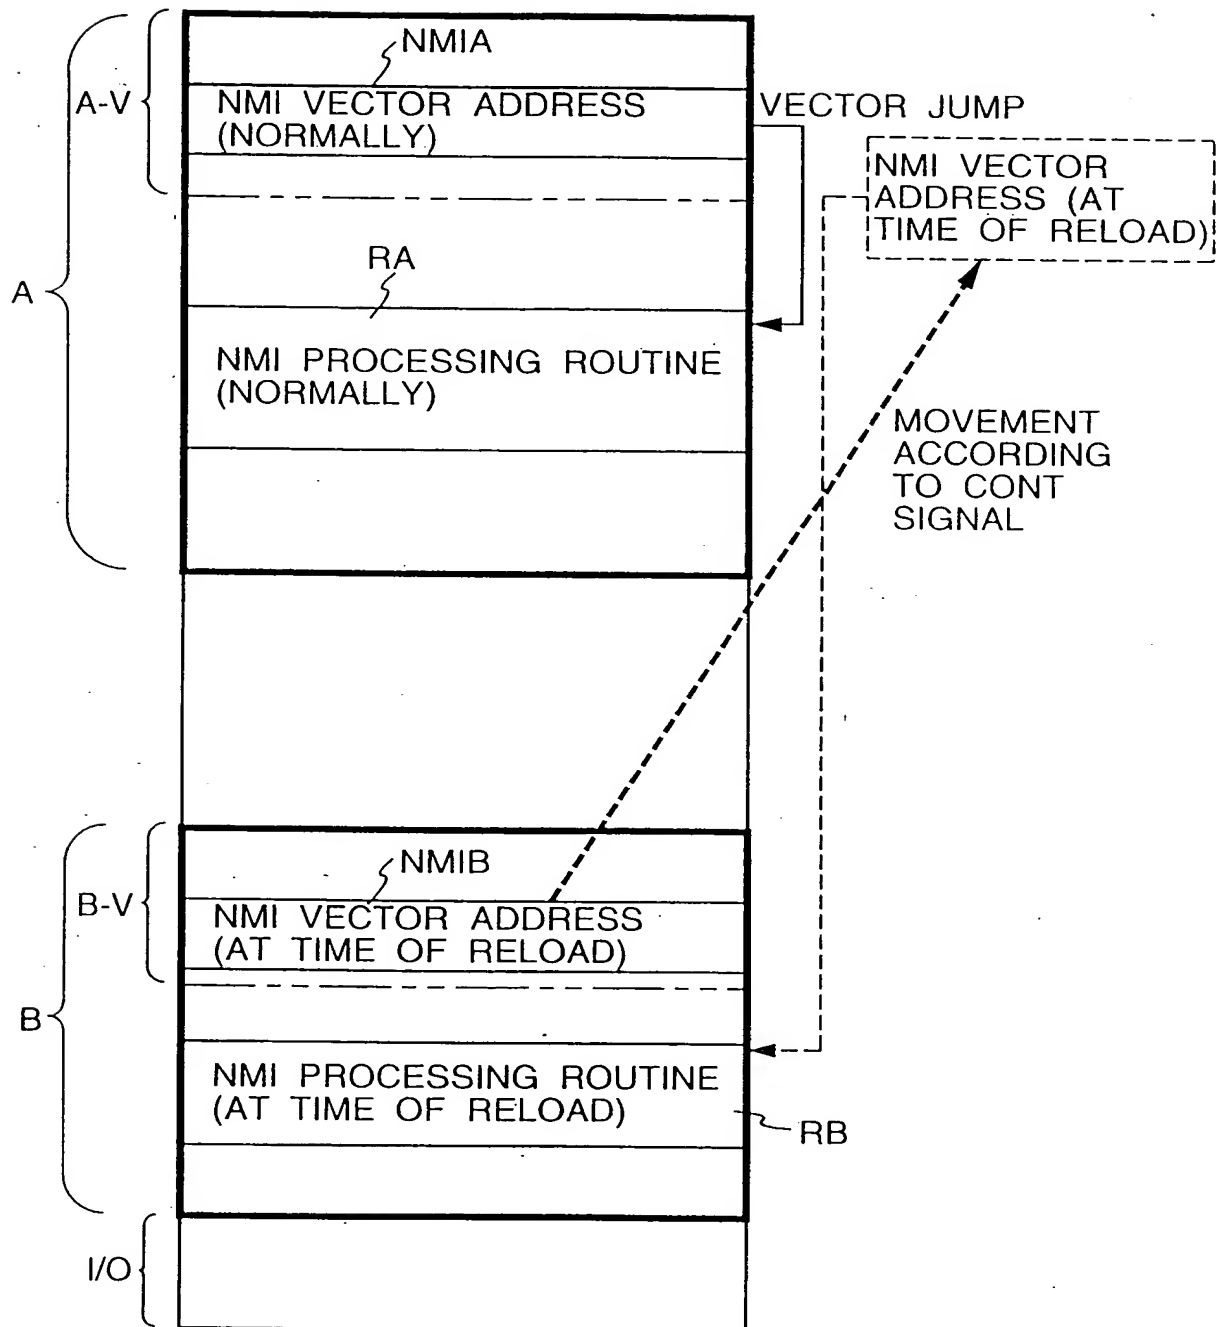 NMIA
A-V
NMI VECTOR ADDRESS
(NORMALLY)
VECTOR JUMP
NMI VECTOR
ADDRESS (AT
TIME OF RELOAD)
RA
A
NMI PROCESSING ROUTINE
(NORMALLY)
MOVEMENT
ACCORDING
TO CONT
SIGNAL
NMIB
B-V
NMI VECTOR ADDRESS
(AT TIME OF RELOAD)
B
NMI PROCESSING ROUTINE
(AT TIME OF RELOAD)
RB
I/O